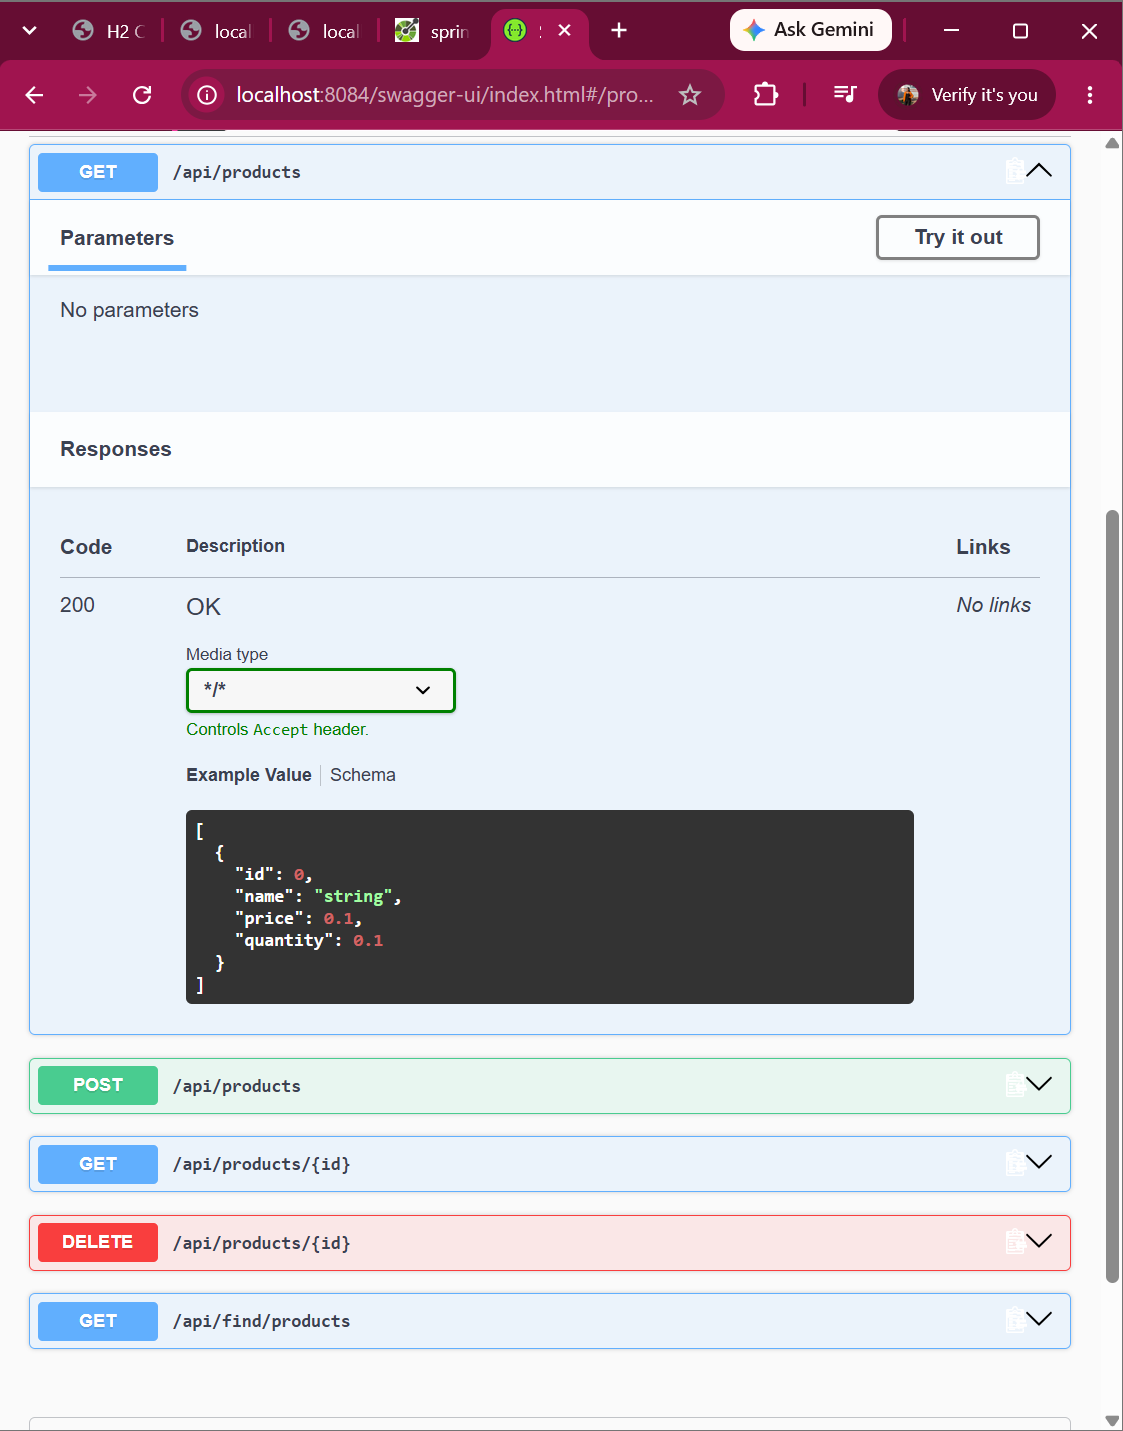 H2 C
local
local
sprin
Ask Gemini
localhost:8084/swagger-ui/index.html#/pro...
Verify it's you
GET /api/products
Parameters
Try it out
No parameters
Responses
Code Description Links
200 OK No links
Media type
*/*
Controls Accept header.
Example Value Schema
[
  {
    "id": 0,
    "name": "string",
    "price": 0.1,
    "quantity": 0.1
  }
]
POST /api/products
GET /api/products/{id}
DELETE /api/products/{id}
GET /api/find/products